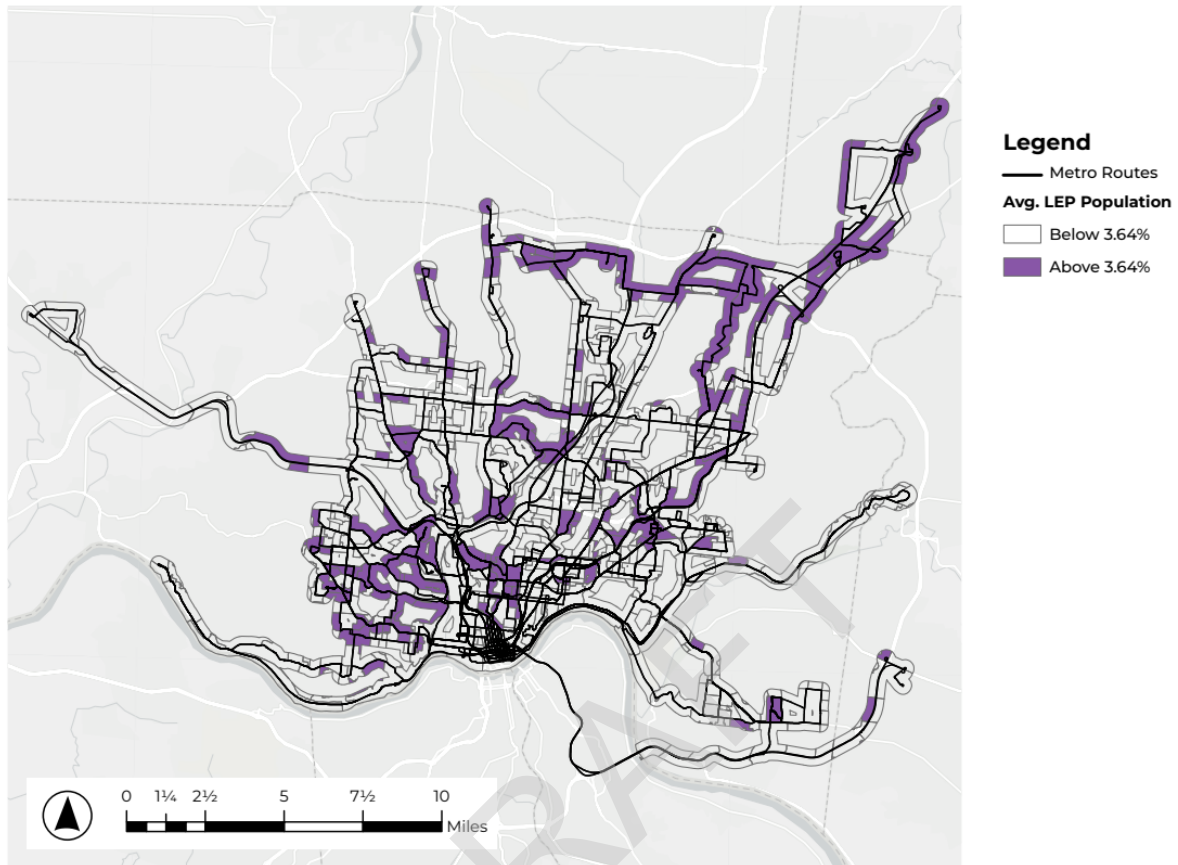 Legend
Metro Routes
Avg. LEP Population
Below 3.64%
Above 3.64%
DRAFT
0 1¼ 2½ 5 7½ 10
Miles